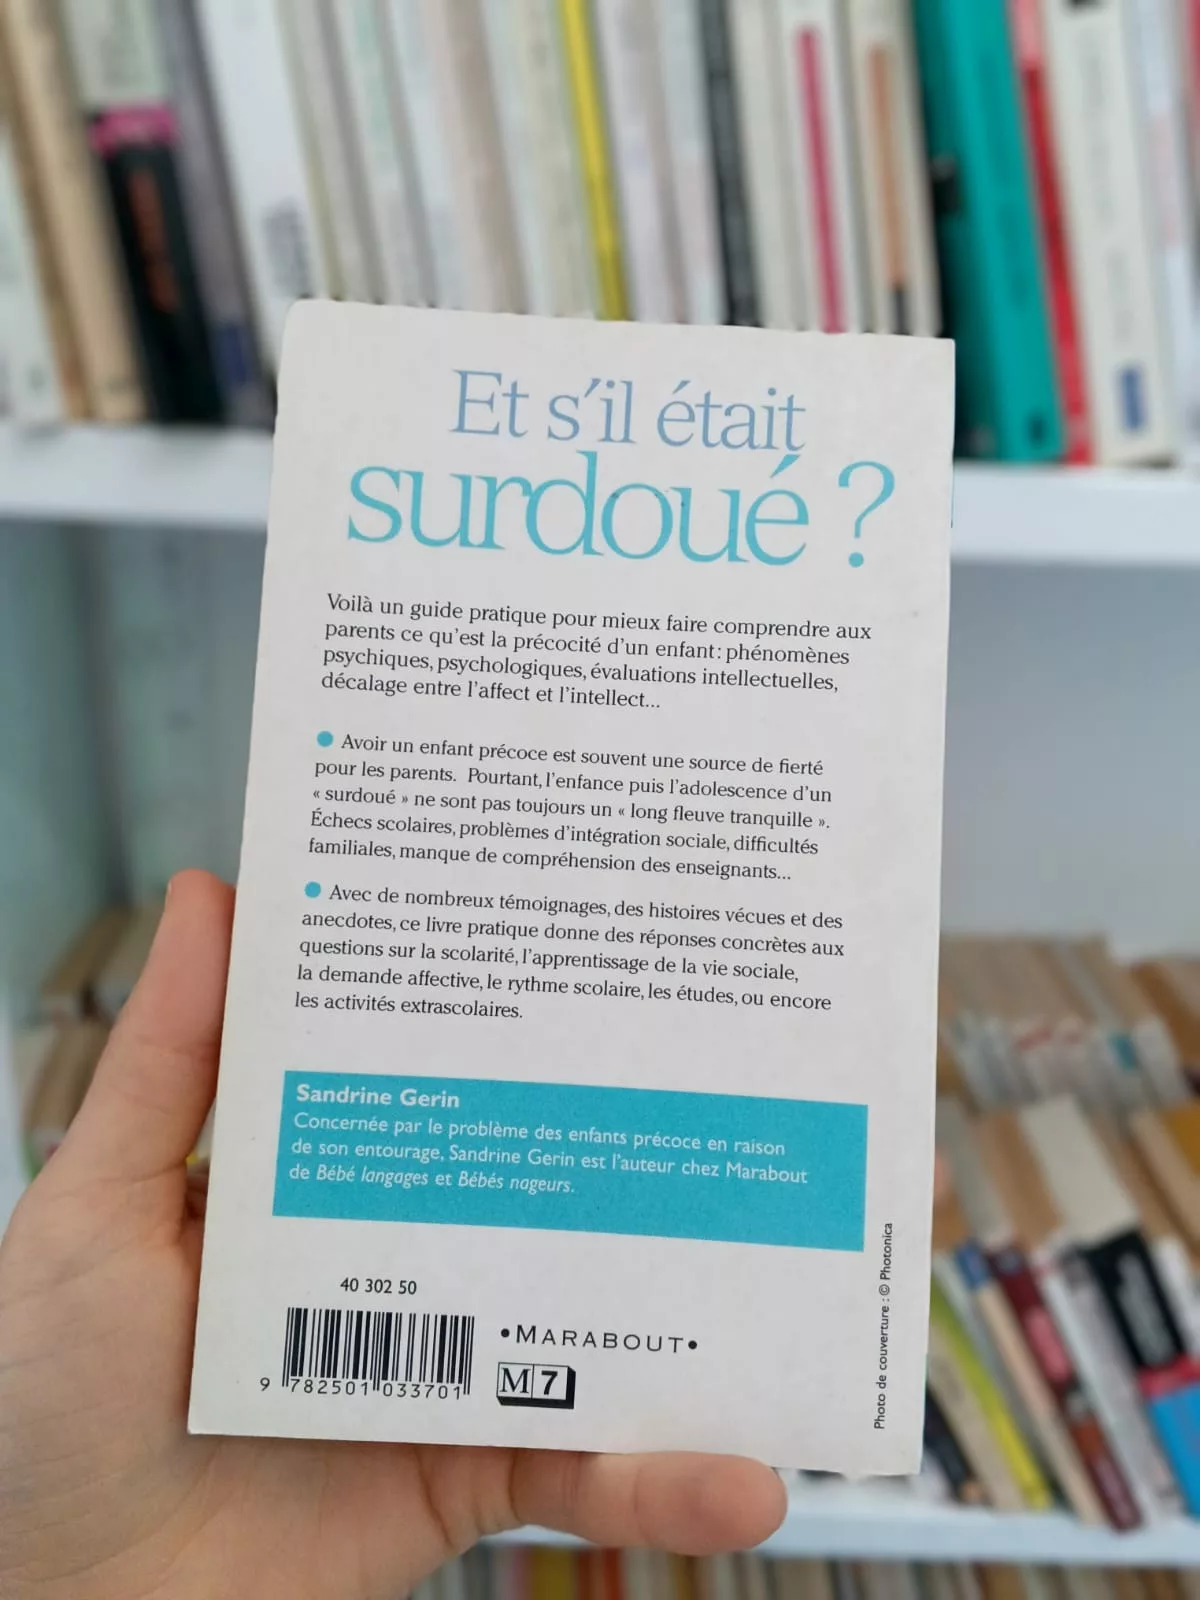 Et s'il était
surdoué ?
Voilà un guide pratique pour mieux faire comprendre aux
parents ce qu'est la précocité d'un enfant : phénomènes
psychiques, psychologiques, évaluations intellectuelles,
décalage entre l'affect et l'intellect...
● Avoir un enfant précoce est souvent une source de fierté
pour les parents. Pourtant, l'enfance puis l'adolescence d'un
« surdoué » ne sont pas toujours un « long fleuve tranquille ».
Échecs scolaires, problèmes d'intégration sociale, difficultés
familiales, manque de compréhension des enseignants...
● Avec de nombreux témoignages, des histoires vécues et des
anecdotes, ce livre pratique donne des réponses concrètes aux
questions sur la scolarité, l'apprentissage de la vie sociale,
la demande affective, le rythme scolaire, les études, ou encore
les activités extrascolaires.
Sandrine Gerin
Concernée par le problème des enfants précoce en raison
de son entourage, Sandrine Gerin est l'auteur chez Marabout
de Bébé langages et Bébés nageurs.
40 302 50
9 782501 033701
•MARABOUT•
M 7
Photo de couverture : © Photonica